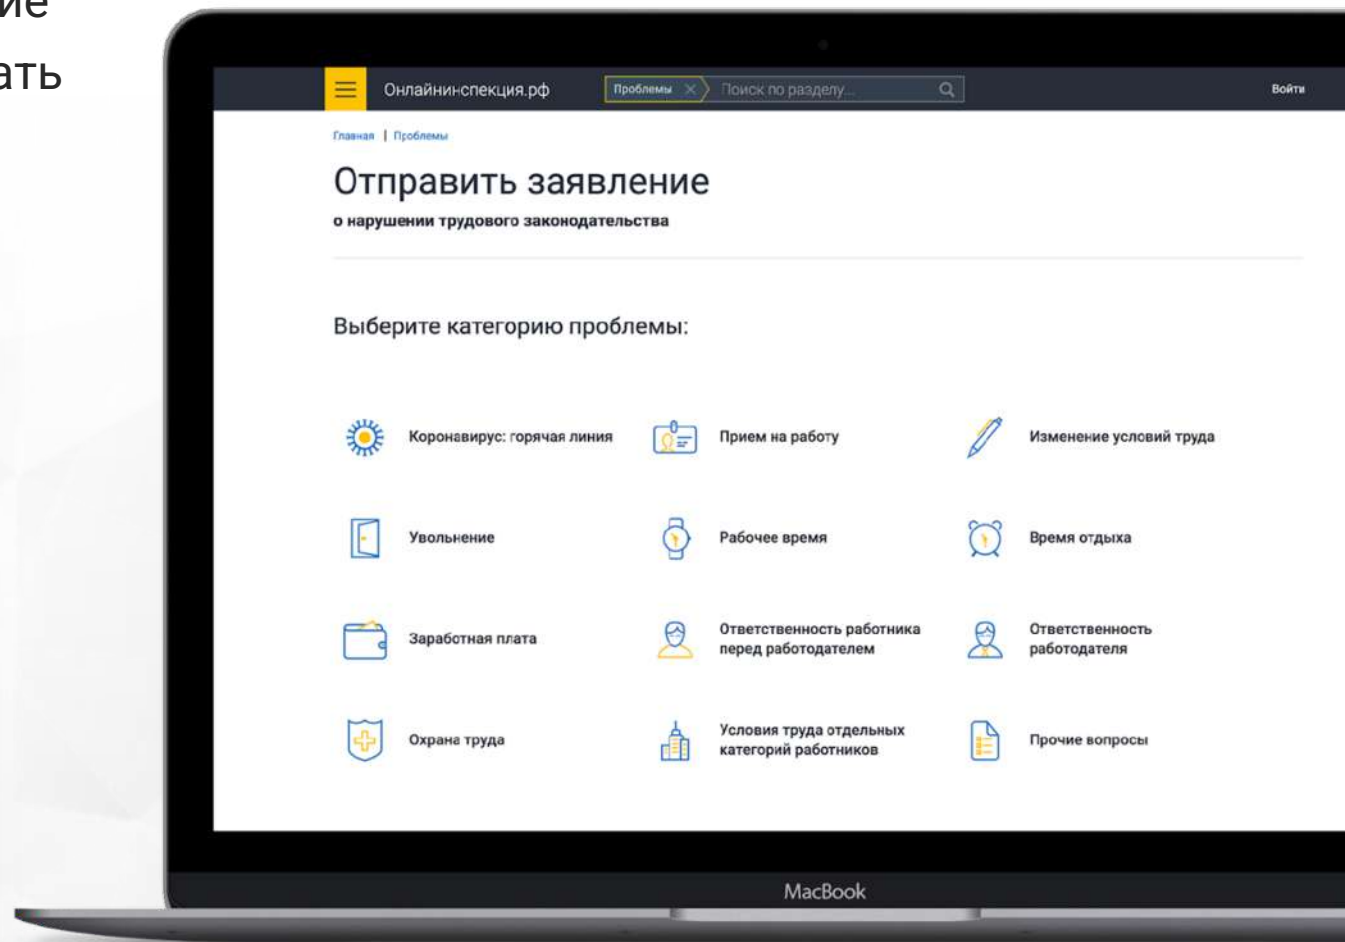 ие
ать
Онлайнинспекция.рф
Проблемы
Поиск по разделу...
Войти
Главная | Проблемы
Отправить заявление
о нарушении трудового законодательства
Выберите категорию проблемы:
Коронавирус: горячая линия
Прием на работу
Изменение условий труда
Увольнение
Рабочее время
Время отдыха
Заработная плата
Ответственность работника
перед работодателем
Ответственность
работодателя
Охрана труда
Условия труда отдельных
категорий работников
Прочие вопросы
MacBook